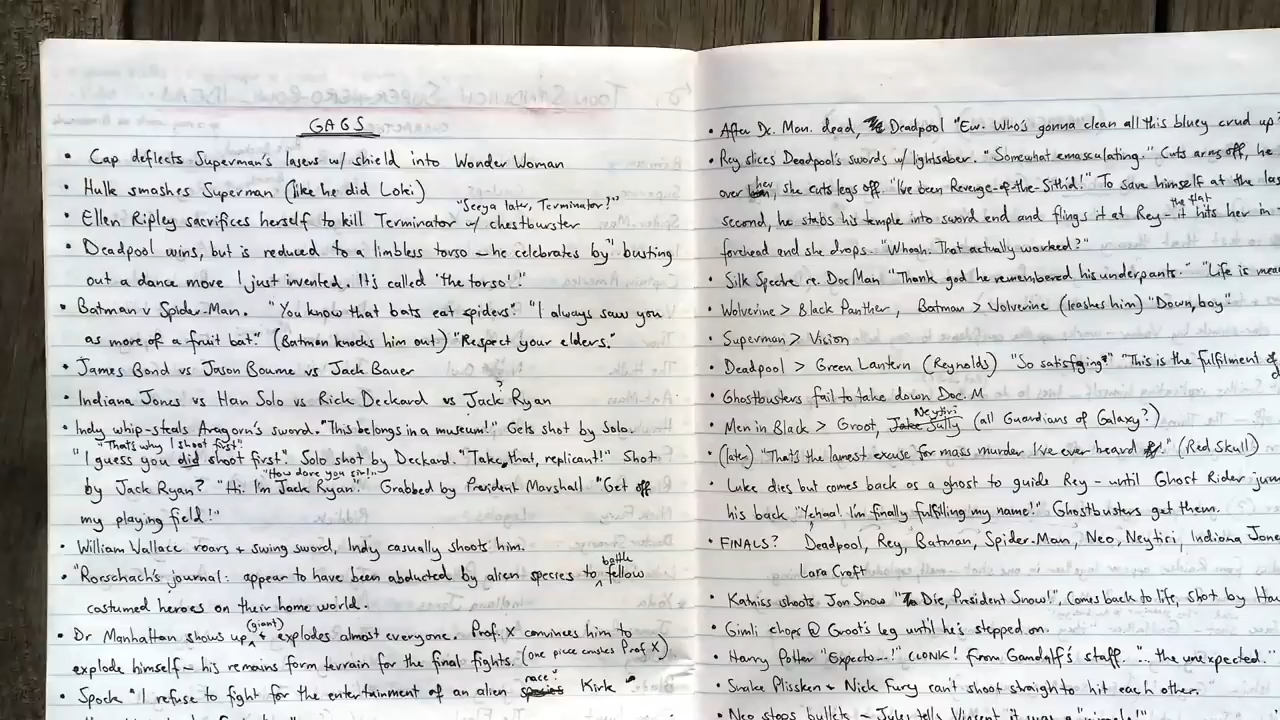 GAGS
• Cap deflects Superman's lasers w/ shield into Wonder Woman
• Hulk smashes Superman (like he did Loki)
"Seeya later, Terminator!"
• Ellen Ripley sacrifices herself to kill Terminator w/ chestburster
• Deadpool wins, but is reduced to a limbless torso – he celebrates by "busting
out a dance move I just invented. It's called 'the torso'!"
• Batman v Spider-Man. "You know that bats eat spiders." "I always saw you
as more of a fruit bat." (Batman knocks him out) "Respect your elders."
• James Bond vs Jason Bourne vs Jack Bauer
?
• Indiana Jones vs Han Solo vs Rick Deckard vs Jack Ryan
• Indy whip-steals Aragorn's sword. "This belongs in a museum!" Gets shot by Solo.
"That's why I shoot first".
"I guess you did shoot first". Solo shot by Deckard. "Take that, replicant!" Shot
"How dare you sir!..
by Jack Ryan? "Hi. I'm Jack Ryan". Grabbed by President Marshall "Get off
my playing field!"
• William Wallace roars + swing sword, Indy casually shoots him.
battle
• "Rorschach's journal: appear to have been abducted by alien species to fellow
costumed heroes on their home world.
(giant)
• Dr Manhattan shows up, + explodes almost everyone. Prof. X convinces him to
explode himself – his remains form terrain for the final fights. (one piece crushes Prof X).
race?
• Spock "I refuse to fight for the entertainment of an alien species Kirk "
• After Dr. Man. dead, Deadpool "Ew. Who's gonna clean all this bluey crud up?
• Rey slices Deadpool's swords w/ lightsaber. "Somewhat emasculating." Cuts arms off, he
her
over him, she cuts legs off. "I've been Revenge-of-the-Sithid!" To save himself at the las
the flat
second, he stabs his temple into sword end and flings it at Rey – it hits her in
forehead and she drops. "Whoah. That actually worked?"
• Silk Spectre re. Doc Man "Thank god he remembered his underpants." "Life is mea
• Wolverine > Black Panther, Batman > Wolverine (leashes him) "Down, boy"
• Superman > Vision
• Deadpool > Green Lantern (Reynolds) "So satisfying" "This is the fulfilment of
• Ghostbusters fail to take down Doc. M
Neytiri
• Men in Black > Groot, Jake Sully (all Guardians of Galaxy?)
• (later) "That's the lamest excuse for mass murder I've ever heard " (Red Skull)
• Luke dies but comes back as a ghost to guide Rey – until Ghost Rider jum
his back "Yehaa! I'm finally fulfilling my name!" Ghostbusters get them.
• FINALS? Deadpool, Rey, Batman, Spider-Man, Neo, Neytiri, Indiana Jone
Lara Croft
• Katniss shoots Jon Snow "Die, President Snow!". Comes back to life, shot by Ha
• Gimli chops @ Groot's leg until he's stepped on.
• Harry Potter "Expecto–-!" CLONK! from Gandalf's staff. "..the unexpected."
• Snake Plissken + Nick Fury can't shoot straight to hit each other.
• Neo stops bullets – Jules tells Vincent it was a "miracle!"